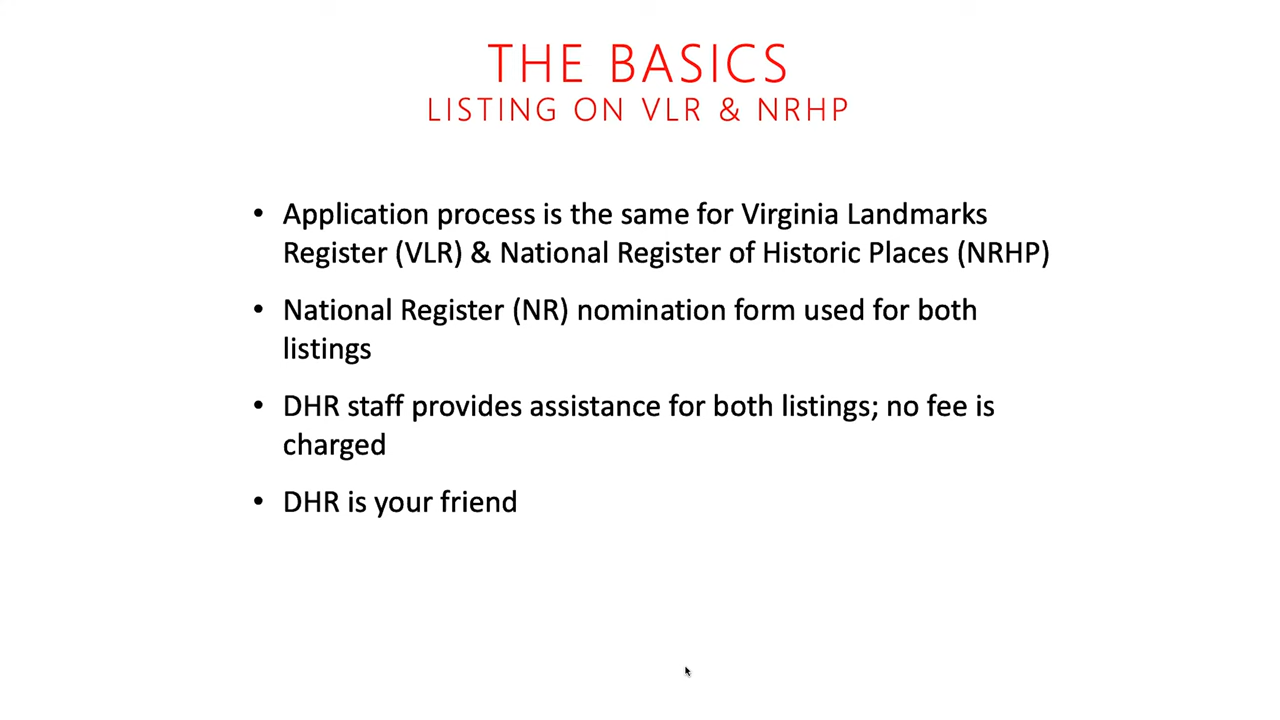 THE BASICS
LISTING ON VLR & NRHP
• Application process is the same for Virginia Landmarks
Register (VLR) & National Register of Historic Places (NRHP)
• National Register (NR) nomination form used for both
listings
• DHR staff provides assistance for both listings; no fee is
charged
• DHR is your friend